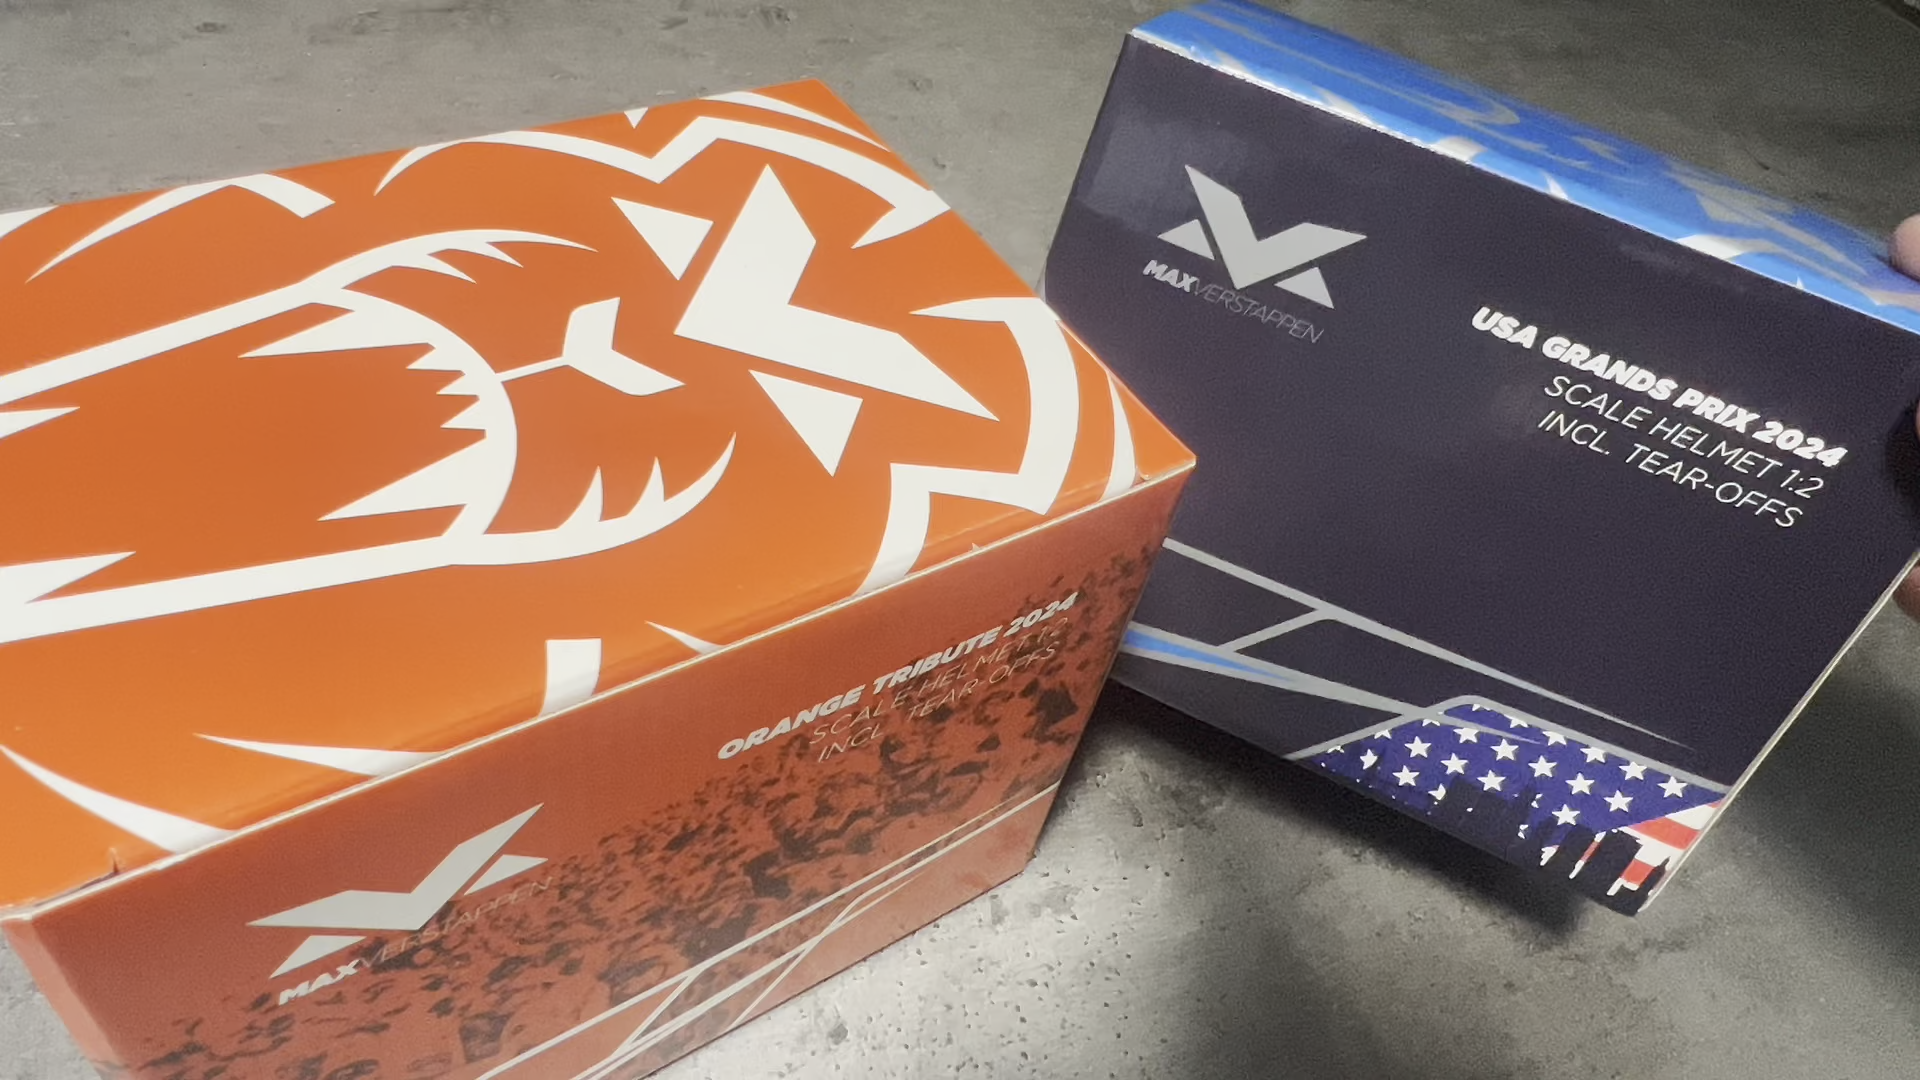 MAXVERSTAPPEN
USA GRANDS PRIX 2024
SCALE HELMET 1:2
INCL. TEAR-OFFS
ORANGE TRIBUTE 2024
SCALE HELMET 1:2
INCL. TEAR-OFFS
MAXVERSTAPPEN